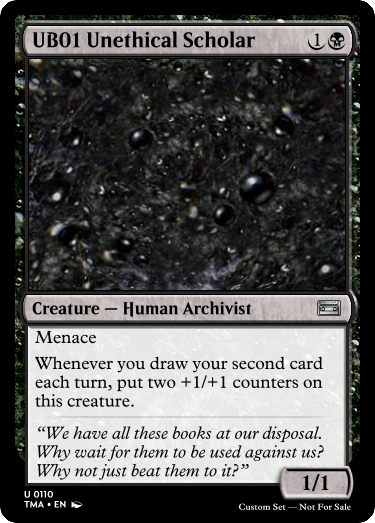 UB01 Unethical Scholar 1
Creature — Human Archivist
Menace
Whenever you draw your second card
each turn, put two +1/+1 counters on
this creature.
“We have all these books at our disposal.
Why wait for them to be used against us?
Why not just beat them to it?”
1/1
U 0110
TMA • EN
Custom Set — Not For Sale